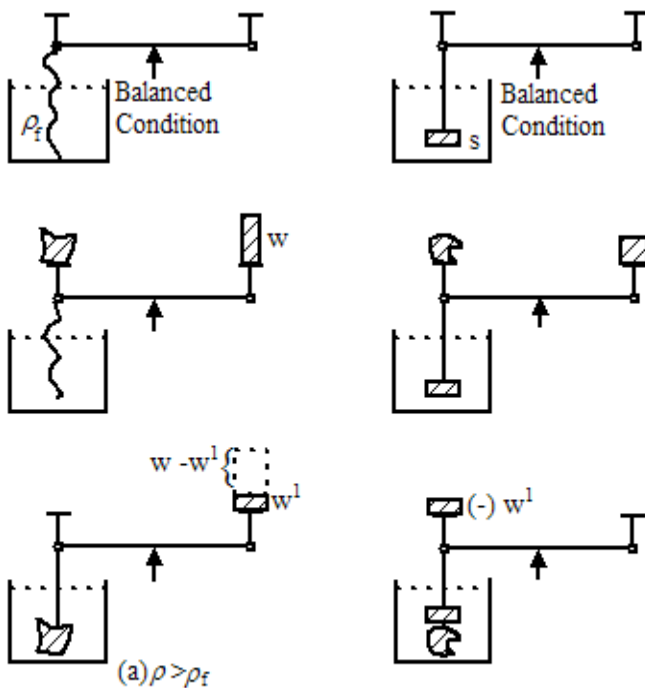 Balanced
Condition
ρf
Balanced
Condition
s
w
w -w¹{
w¹
(-) w¹
(a) ρ >ρf